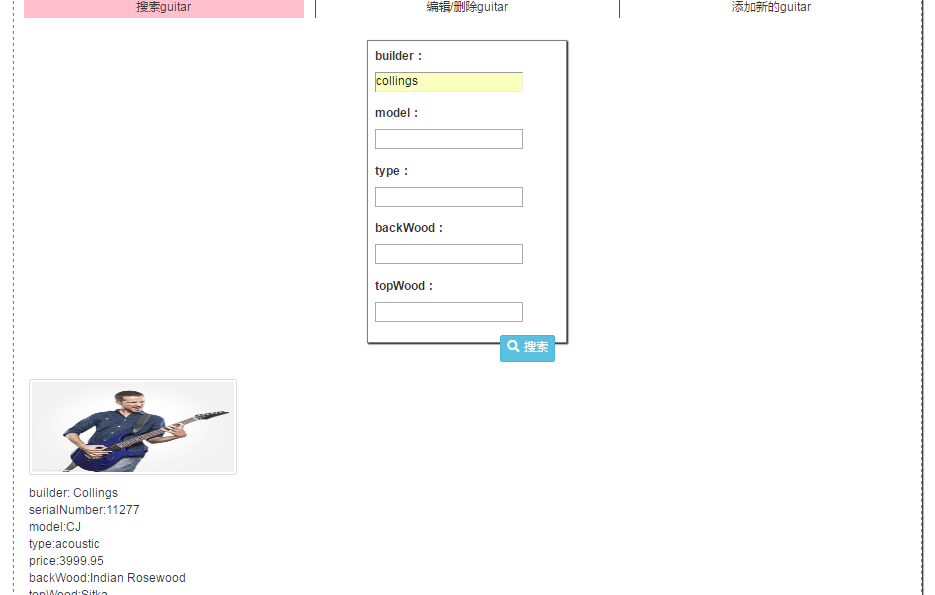 搜索guitar
编辑/删除guitar
添加新的guitar
builder：
collings
model：
type：
backWood：
topWood：
搜索
builder: Collings
serialNumber:11277
model:CJ
type:acoustic
price:3999.95
backWood:Indian Rosewood
topWood:Sitka